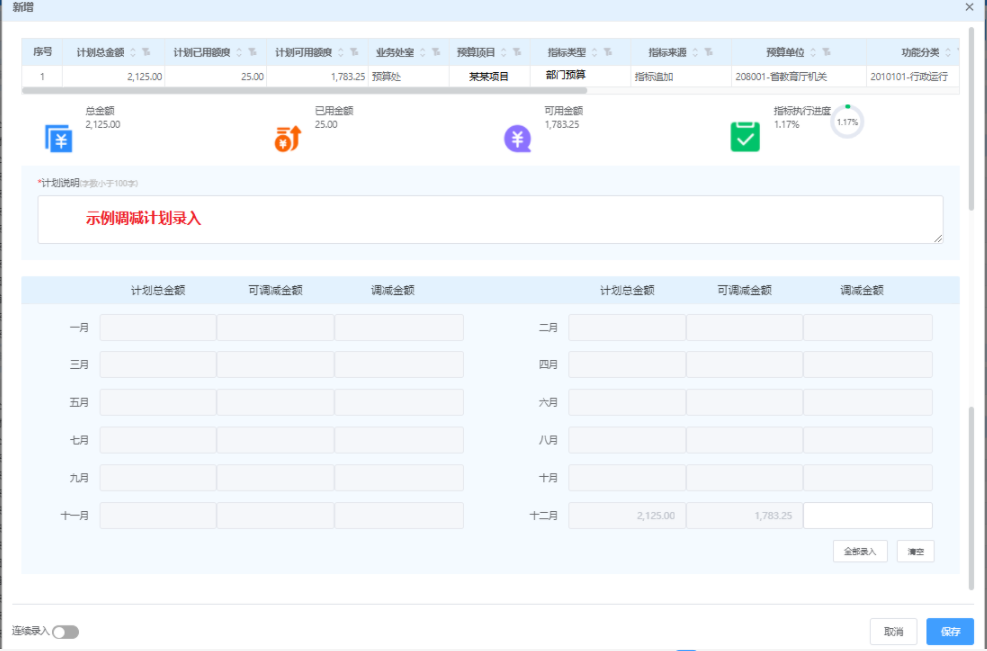 新增
序号 计划总金额 计划已用额度 计划可用额度 业务处室 预算项目 指标类型 指标来源 预算单位 功能分类
1 2,125.00 25.00 1,783.25 预算处 某某项目 部门预算 指标追加 208001-省教育厅机关 2010101-行政运行
总金额 已用金额 可用金额 指标执行进度
2,125.00 25.00 1,783.25 1.17% 1.17%
*计划说明(字数小于100字)
示例调减计划录入
计划总金额 可调减金额 调减金额 计划总金额 可调减金额 调减金额
一月 二月
三月 四月
五月 六月
七月 八月
九月 十月
十一月 十二月 2,125.00 1,783.25
全部录入 清空
连续录入 取消 保存